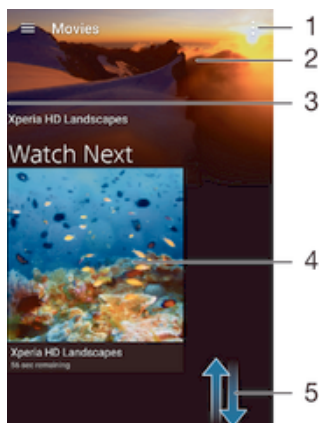 Movies
1
2
3
Xperia HD Landscapes
Watch Next
4
Xperia HD Landscapes
56 sec remaining
5